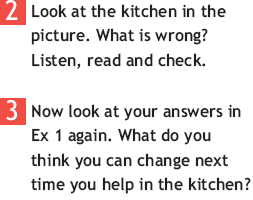 2 Look at the kitchen in the
picture. What is wrong?
Listen, read and check.
3 Now look at your answers in
Ex 1 again. What do you
think you can change next
time you help in the kitchen?